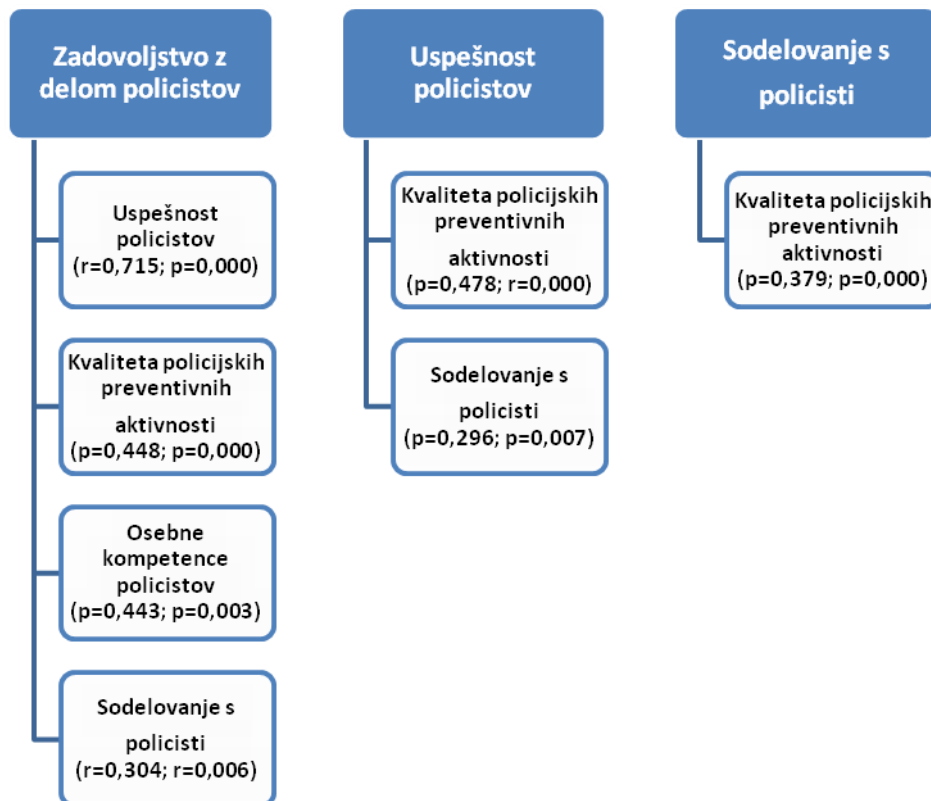 Zadovoljstvo z
delom policistov
Uspešnost
policistov
(r=0,715; p=0,000)
Kvaliteta policijskih
preventivnih
aktivnosti
(p=0,448; p=0,000)
Osebne
kompetence
policistov
(p=0,443; p=0,003)
Sodelovanje s
policisti
(r=0,304; r=0,006)
Uspešnost
policistov
Kvaliteta policijskih
preventivnih
aktivnosti
(p=0,478; r=0,000)
Sodelovanje s
policisti
(p=0,296; p=0,007)
Sodelovanje s
policisti
Kvaliteta policijskih
preventivnih
aktivnosti
(p=0,379; p=0,000)